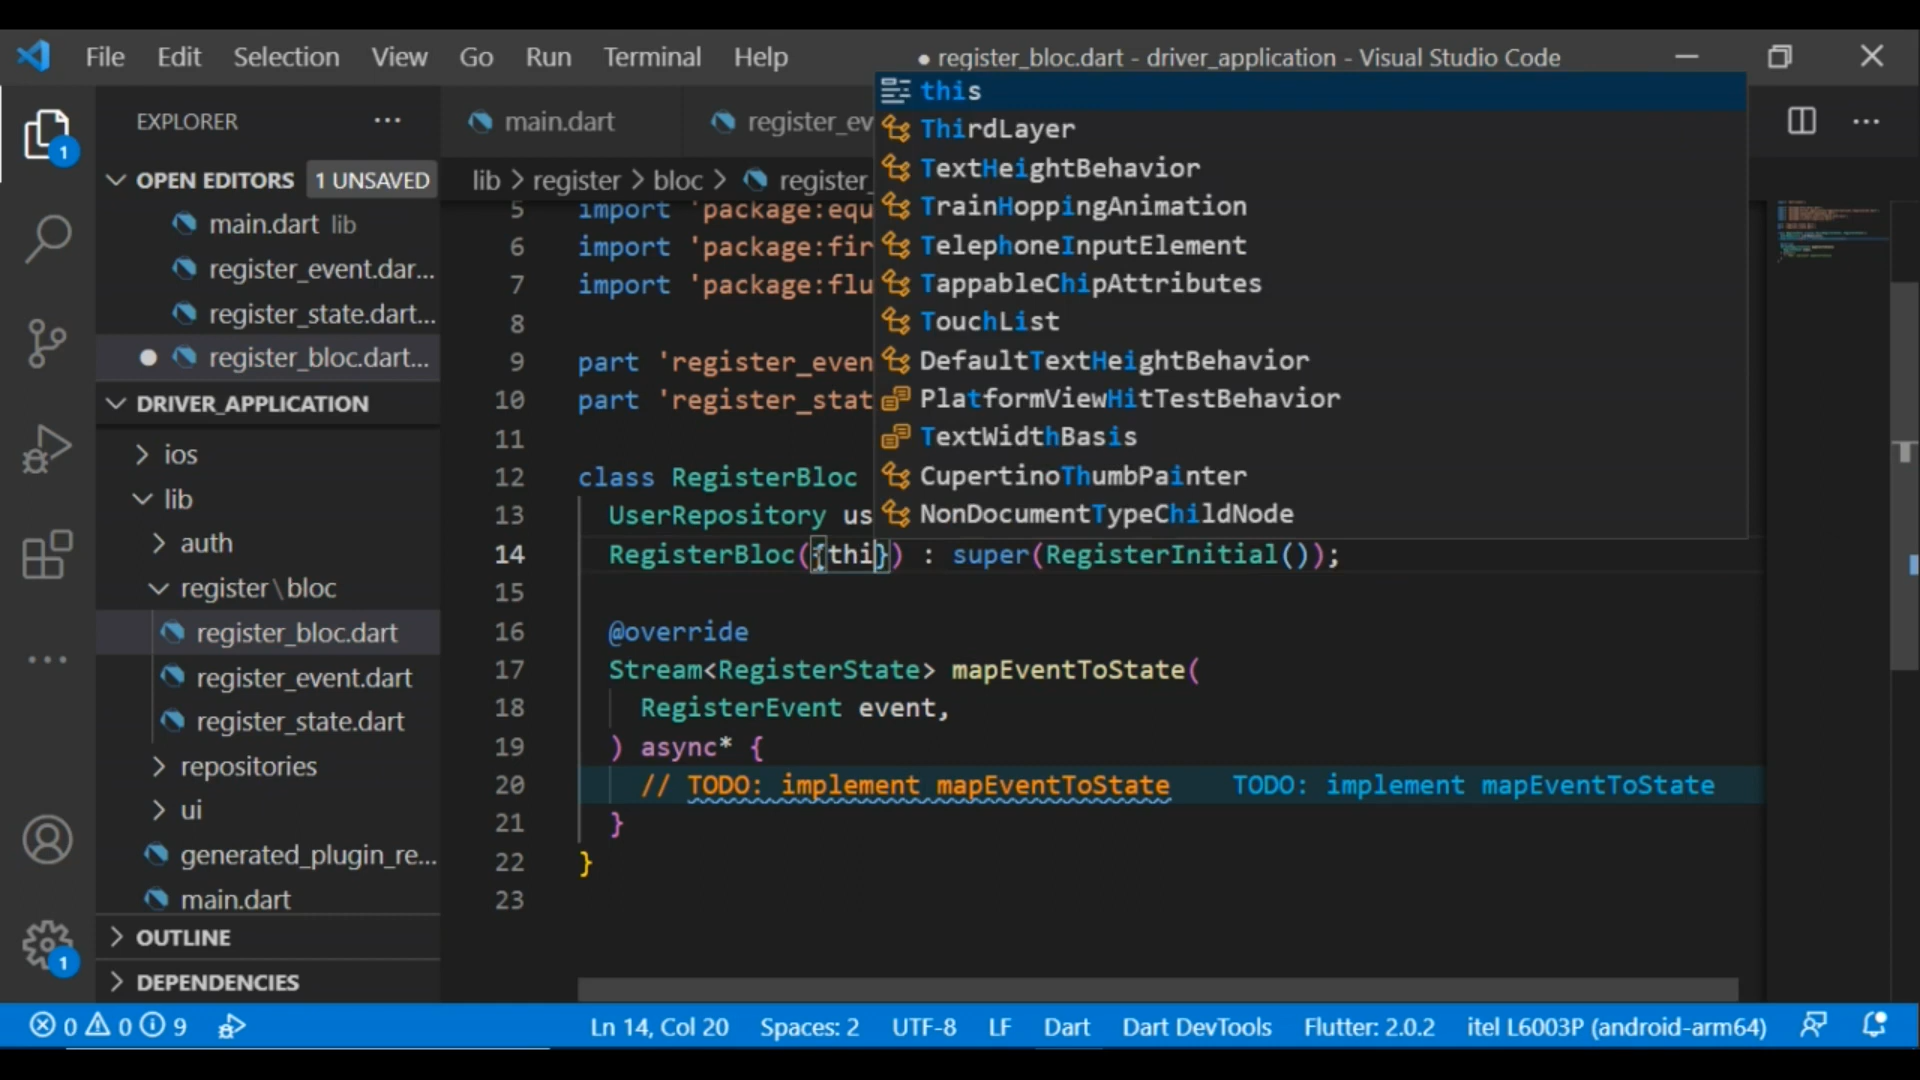 File Edit Selection View Go Run Terminal Help
● register_bloc.dart - driver_application - Visual Studio Code
EXPLORER ...
OPEN EDITORS 1 UNSAVED
main.dart lib
register_event.dar...
register_state.dart...
register_bloc.dart...
DRIVER_APPLICATION
ios
lib
auth
register\bloc
register_bloc.dart
register_event.dart
register_state.dart
repositories
ui
generated_plugin_re...
main.dart
OUTLINE
DEPENDENCIES
1
1
main.dart register_ev
lib > register > bloc > register_
5 import 'package:equ
6 import 'package:fir
7 import 'package:flu
8
9 part 'register_even
10 part 'register_stat
11
12 class RegisterBloc
13 UserRepository us
14 RegisterBloc({thi}) : super(RegisterInitial());
15
16 @override
17 Stream<RegisterState> mapEventToState(
18 RegisterEvent event,
19 ) async* {
20 // TODO: implement mapEventToState TODO: implement mapEventToState
21 }
22 }
23
this
ThirdLayer
TextHeightBehavior
TrainHoppingAnimation
TelephoneInputElement
TappableChipAttributes
TouchList
DefaultTextHeightBehavior
PlatformViewHitTestBehavior
TextWidthBasis
CupertinoThumbPainter
NonDocumentTypeChildNode
0 0 9 Ln 14, Col 20 Spaces: 2 UTF-8 LF Dart Dart DevTools Flutter: 2.0.2 itel L6003P (android-arm64)